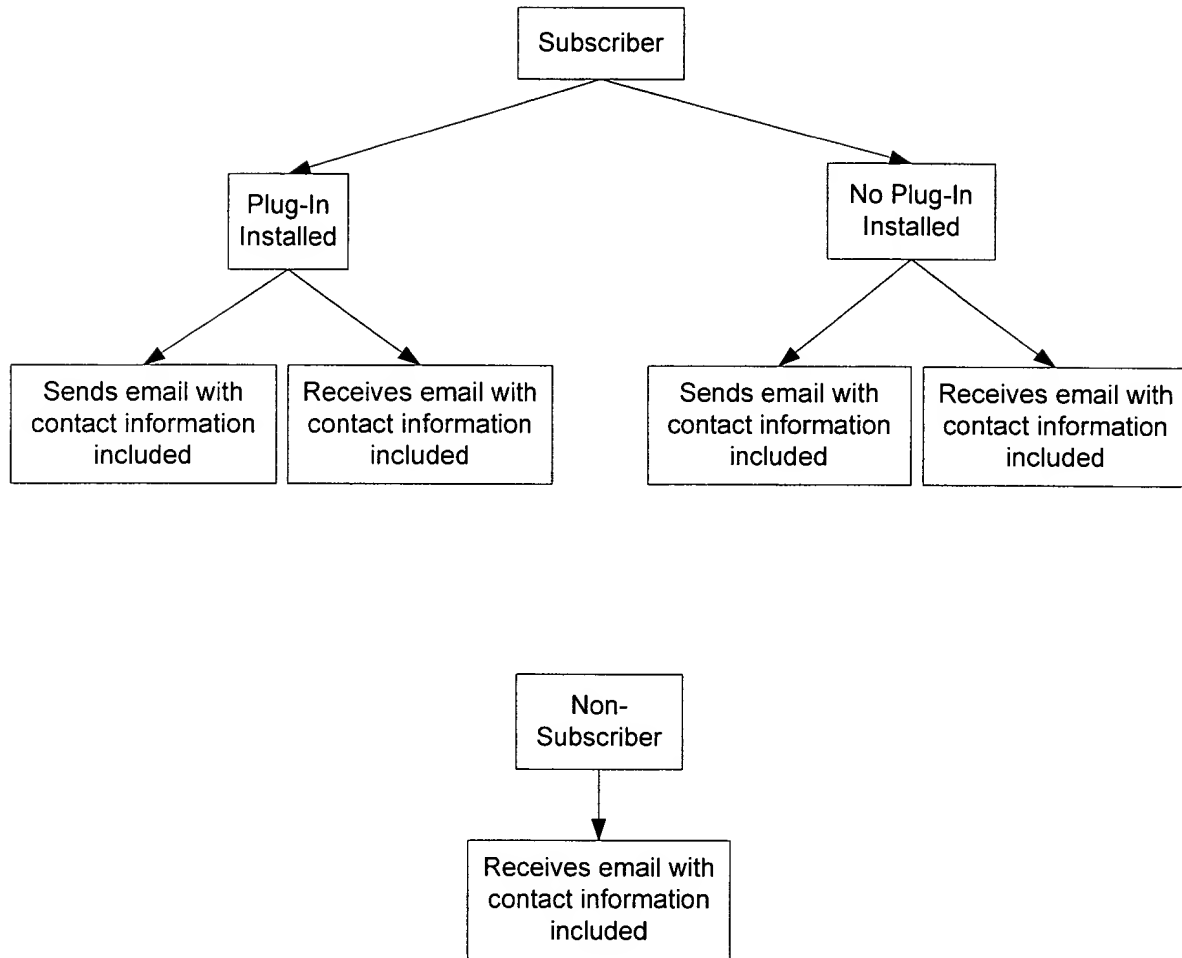 Subscriber
Plug-In
Installed
No Plug-In
Installed
Sends email with
contact information
included
Receives email with
contact information
included
Sends email with
contact information
included
Receives email with
contact information
included
Non-
Subscriber
Receives email with
contact information
included